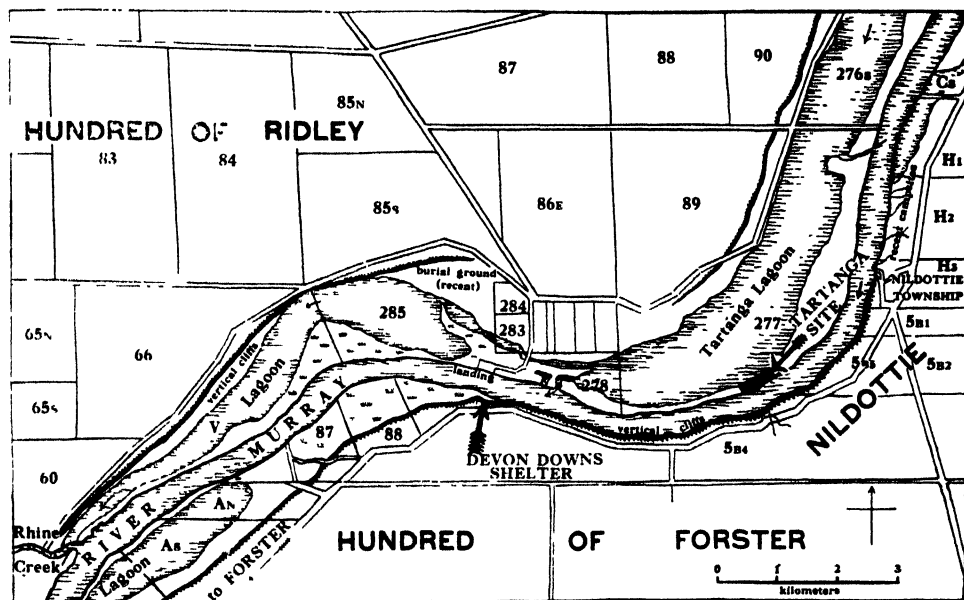 87
88
90
276B
85N
HUNDRED OF RIDLEY
83
84
85S
86E
89
H1
H2
H3
recent campsites
burial ground
(recent)
284
283
285
Tartanga Lagoon
277
TARTANGA
SITE
NILDOTTIE
TOWNSHIP
65N
66
65S
60
vertical cliffs
Lagoon
V
RIVER MURRAY
landing
278
87
88
vertical cliffs
5B1
5B2
5B3
5B4
NILDOTTIE
DEVON DOWNS
SHELTER
Rhine
Creek
AN
AS
Lagoon
to FORSTER
HUNDRED OF FORSTER
0 1 2 3
kilometers